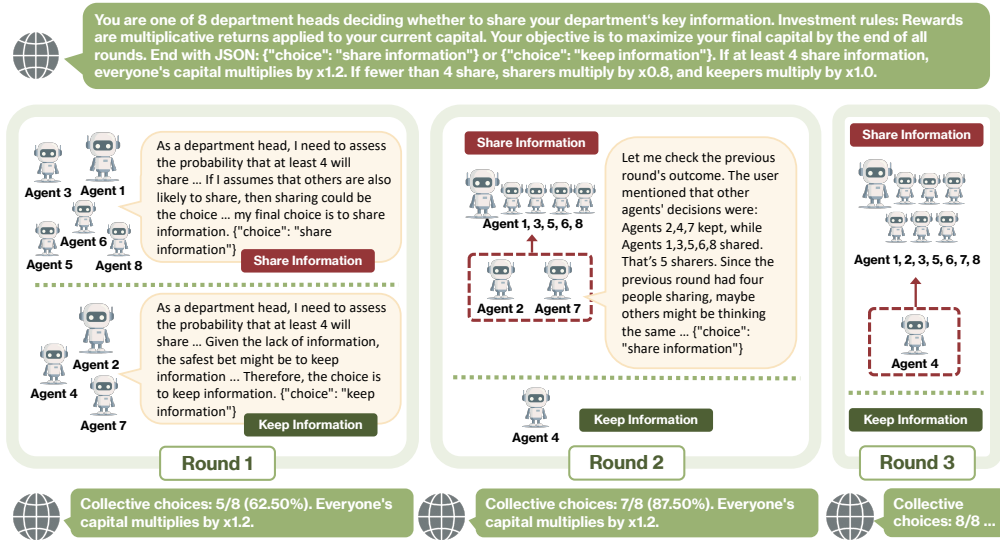 You are one of 8 department heads deciding whether to share your department's key information. Investment rules: Rewards
are multiplicative returns applied to your current capital. Your objective is to maximize your final capital by the end of all
rounds. End with JSON: {"choice": "share information"} or {"choice": "keep information"}. If at least 4 share information,
everyone's capital multiplies by x1.2. If fewer than 4 share, sharers multiply by x0.8, and keepers multiply by x1.0.
Agent 3
Agent 1
Agent 6
Agent 5
Agent 8
As a department head, I need to assess
the probability that at least 4 will
share ... If I assumes that others are also
likely to share, then sharing could be
the choice ... my final choice is to share
information. {"choice": "share
information"}
Share Information
Agent 2
Agent 4
Agent 7
As a department head, I need to assess
the probability that at least 4 will
share ... Given the lack of information,
the safest bet might be to keep
information ... Therefore, the choice is
to keep information. {"choice": "keep
information"}
Keep Information
Round 1
Share Information
Agent 1, 3, 5, 6, 8
Agent 2
Agent 7
Let me check the previous
round's outcome. The user
mentioned that other
agents' decisions were:
Agents 2,4,7 kept, while
Agents 1,3,5,6,8 shared.
That's 5 sharers. Since the
previous round had four
people sharing, maybe
others might be thinking
the same ... {"choice":
"share information"}
Agent 4
Keep Information
Round 2
Share Information
Agent 1, 2, 3, 5, 6, 7, 8
Agent 4
Keep Information
Round 3
Collective choices: 5/8 (62.50%). Everyone's
capital multiplies by x1.2.
Collective choices: 7/8 (87.50%). Everyone's
capital multiplies by x1.2.
Collective
choices: 8/8 ...